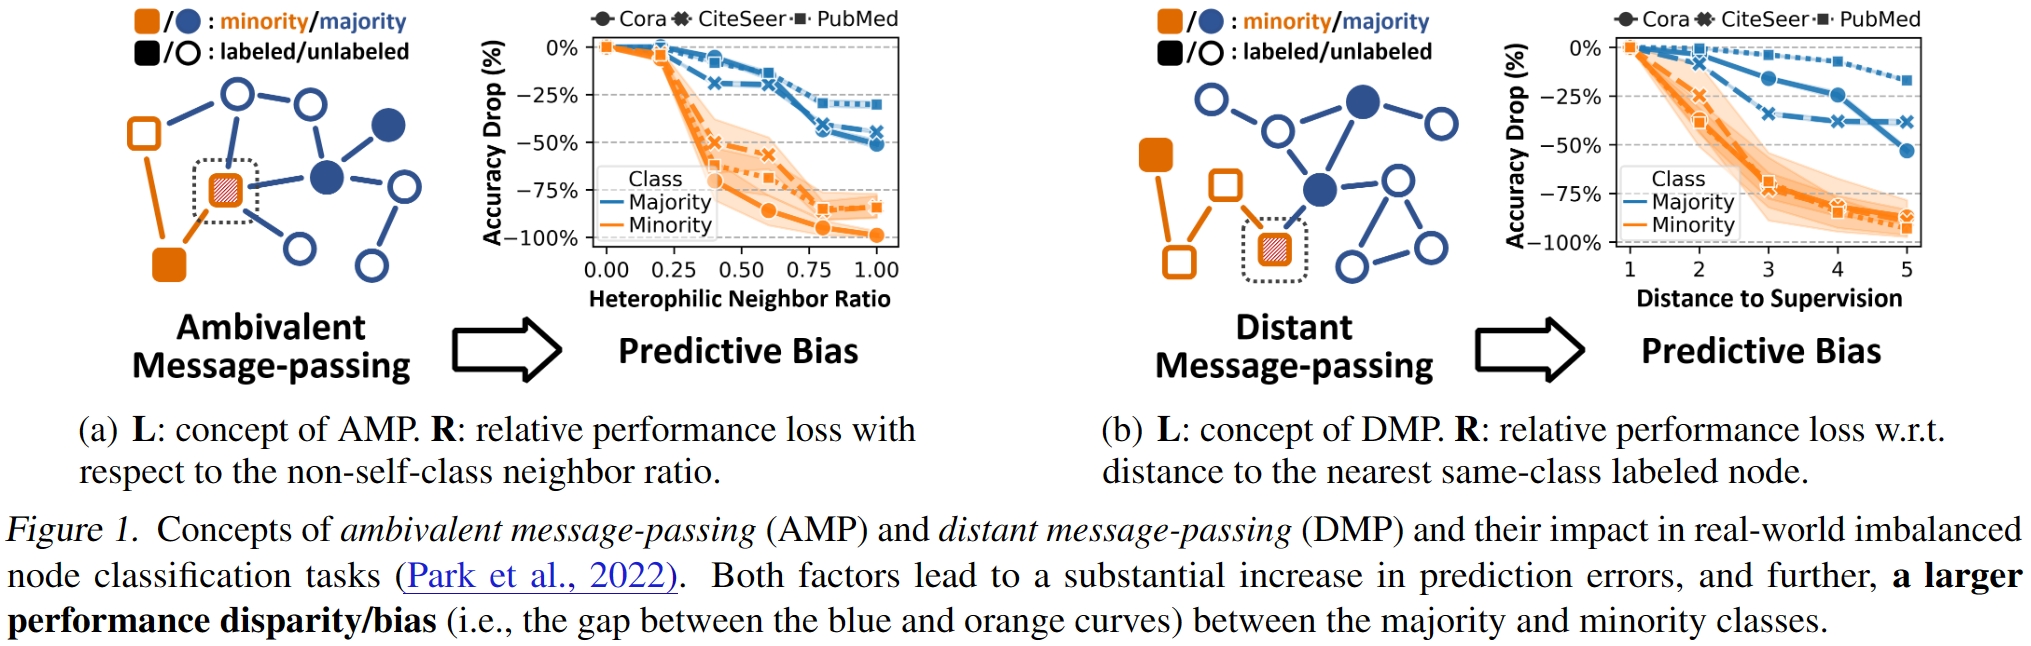 / : minority/majority
/ : labeled/unlabeled
Ambivalent
Message-passing
Cora CiteSeer PubMed
Accuracy Drop (%)
0%
−25%
−50%
−75%
−100%
Class
Majority
Minority
0.00 0.25 0.50 0.75 1.00
Heterophilic Neighbor Ratio
Predictive Bias
(a) L: concept of AMP. R: relative performance loss with
respect to the non-self-class neighbor ratio.
/ : minority/majority
/ : labeled/unlabeled
Distant
Message-passing
Cora CiteSeer PubMed
Accuracy Drop (%)
0%
−25%
−50%
−75%
−100%
Class
Majority
Minority
1 2 3 4 5
Distance to Supervision
Predictive Bias
(b) L: concept of DMP. R: relative performance loss w.r.t.
distance to the nearest same-class labeled node.
Figure 1. Concepts of ambivalent message-passing (AMP) and distant message-passing (DMP) and their impact in real-world imbalanced
node classification tasks (Park et al., 2022). Both factors lead to a substantial increase in prediction errors, and further, a larger
performance disparity/bias (i.e., the gap between the blue and orange curves) between the majority and minority classes.